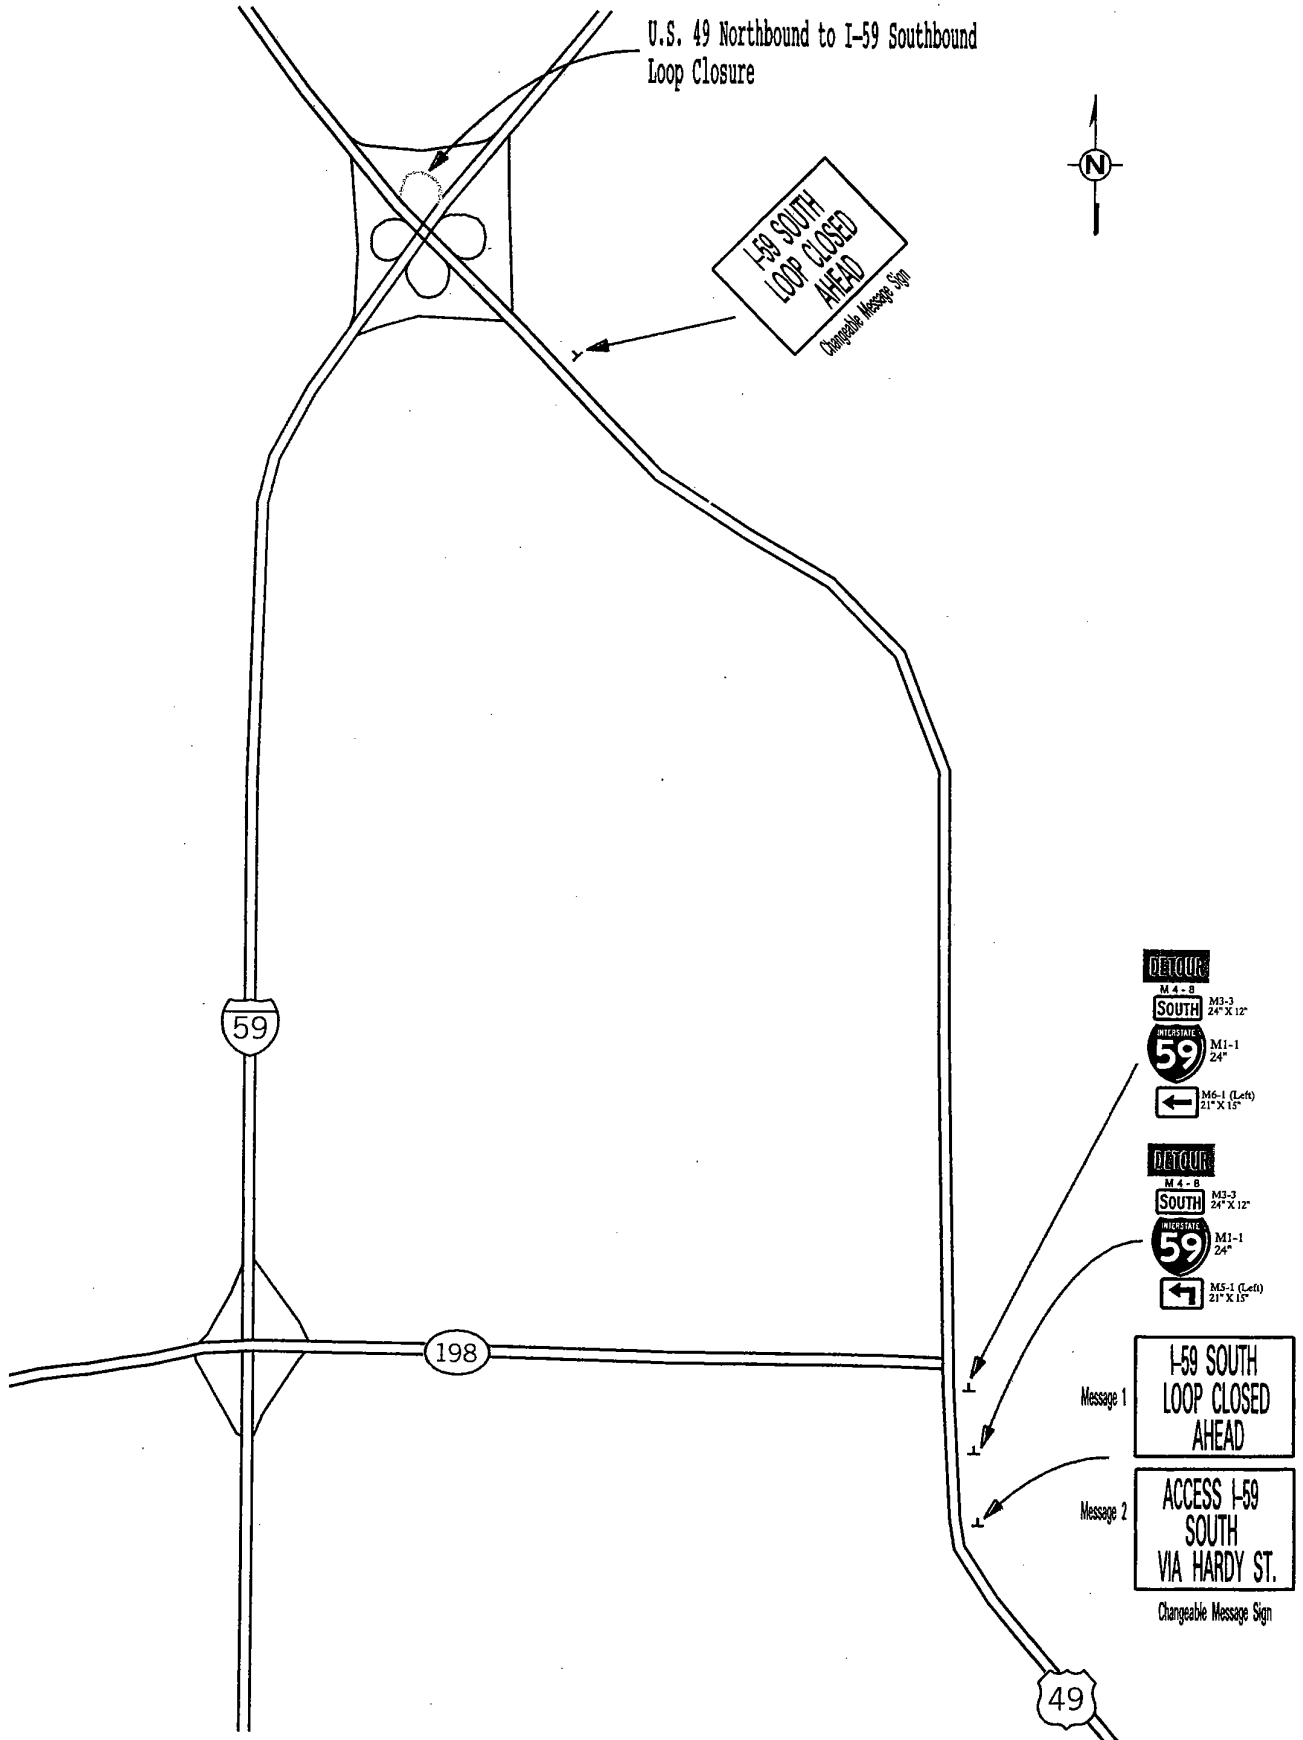 U.S. 49 Northbound to I-59 Southbound
Loop Closure
N
I-59 SOUTH
LOOP CLOSED
AHEAD
Changeable Message Sign
59
DETOUR
M4-8
SOUTH
M3-3
24" X 12"
INTERSTATE
59
M1-1
24"
M6-1 (Left)
21" X 15"
DETOUR
M4-8
SOUTH
M3-3
24" X 12"
INTERSTATE
59
M1-1
24"
M5-1 (Left)
21" X 15"
198
Message 1
I-59 SOUTH
LOOP CLOSED
AHEAD
Message 2
ACCESS I-59
SOUTH
VIA HARDY ST.
Changeable Message Sign
49